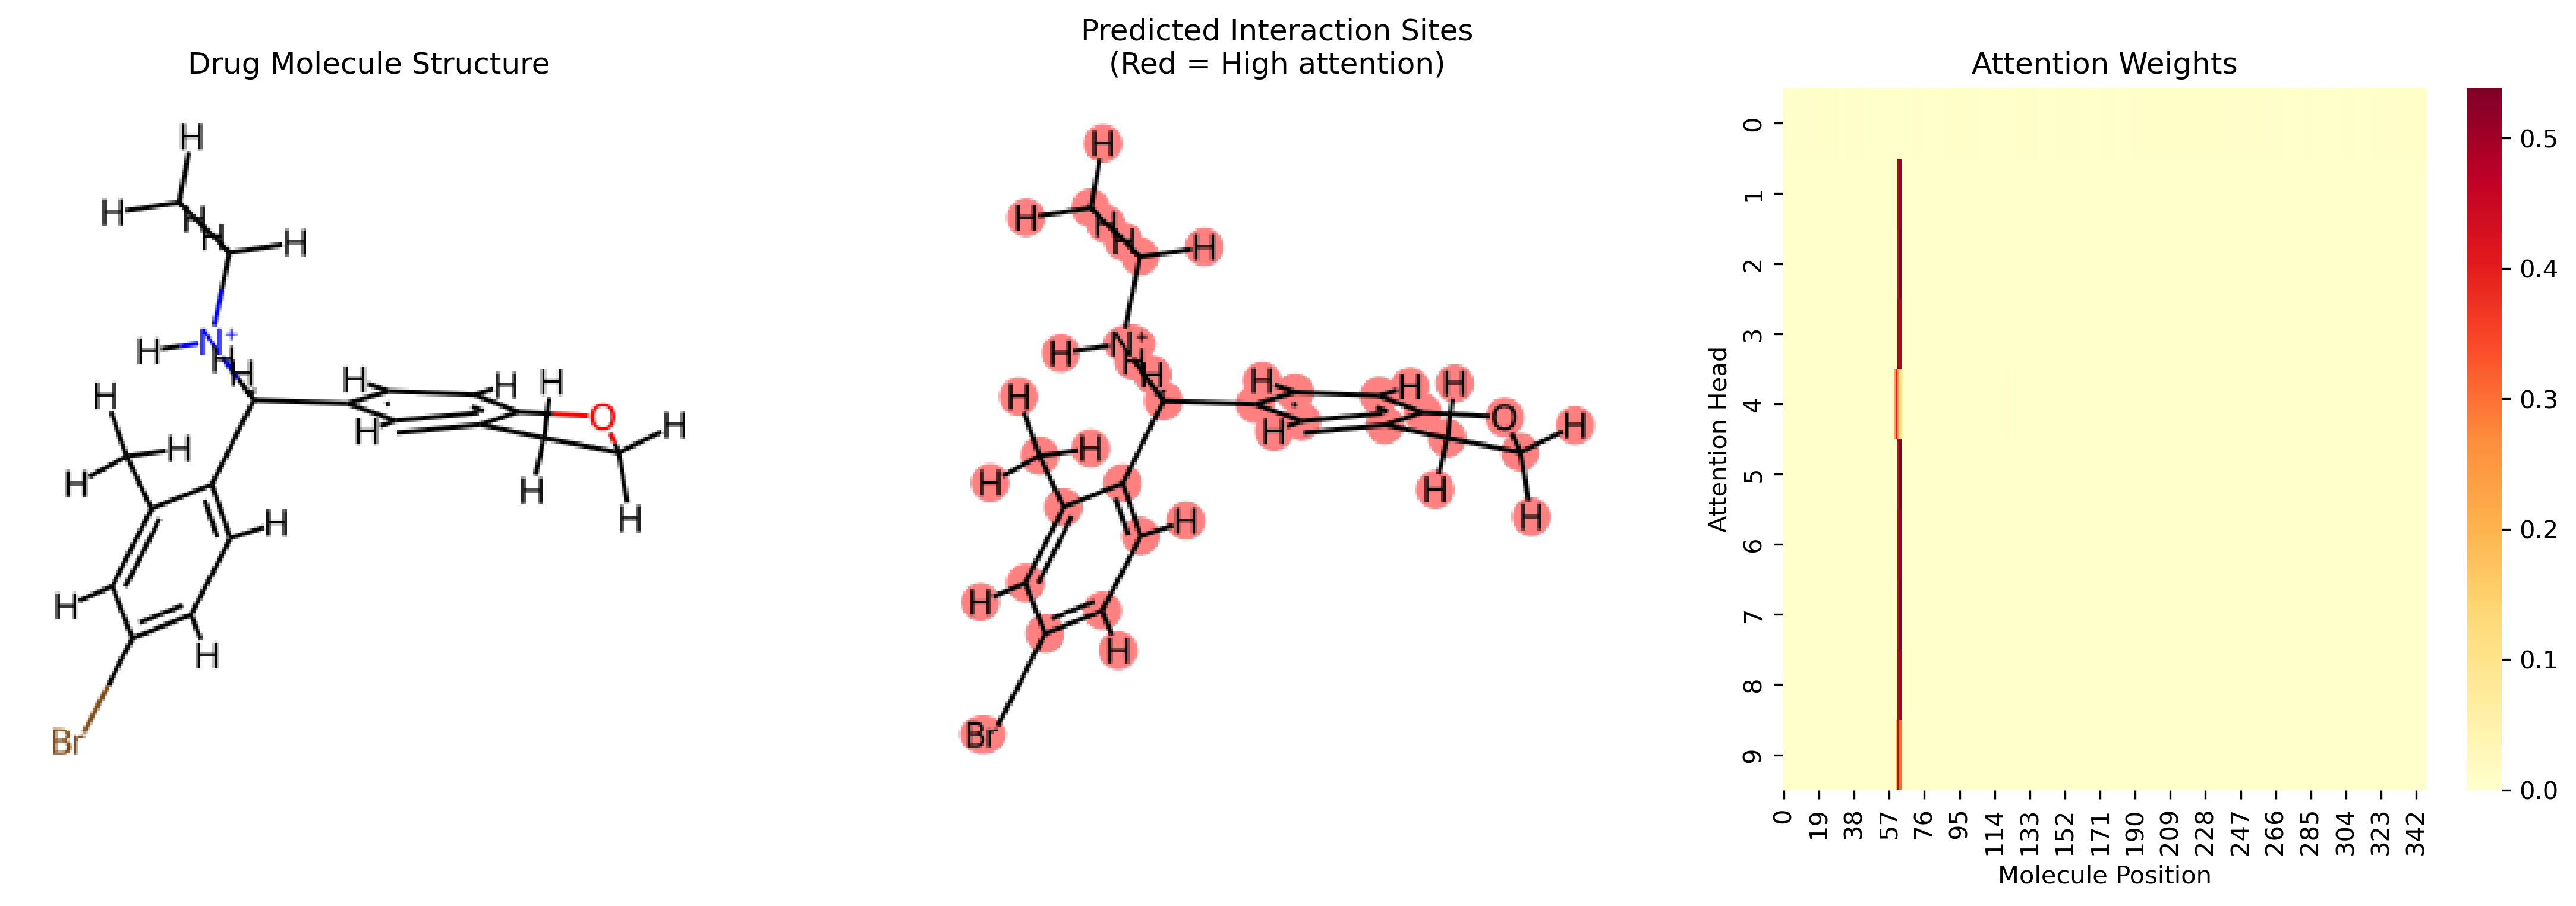 Drug Molecule Structure
H
H
H
H
H
N+
H
H
H
H
H
H
H
O
H
H
H
H
H
H
H
H
H
H
Br
Predicted Interaction Sites
(Red = High attention)
H
H
H
H
H
N+
H
H
H
H
H
H
H
O
H
H
H
H
H
H
H
H
H
H
Br
Attention Weights
Attention Head
0
1
2
3
4
5
6
7
8
9
0
19
38
57
76
95
114
133
152
171
190
209
228
247
266
285
304
323
342
Molecule Position
0.5
0.4
0.3
0.2
0.1
0.0